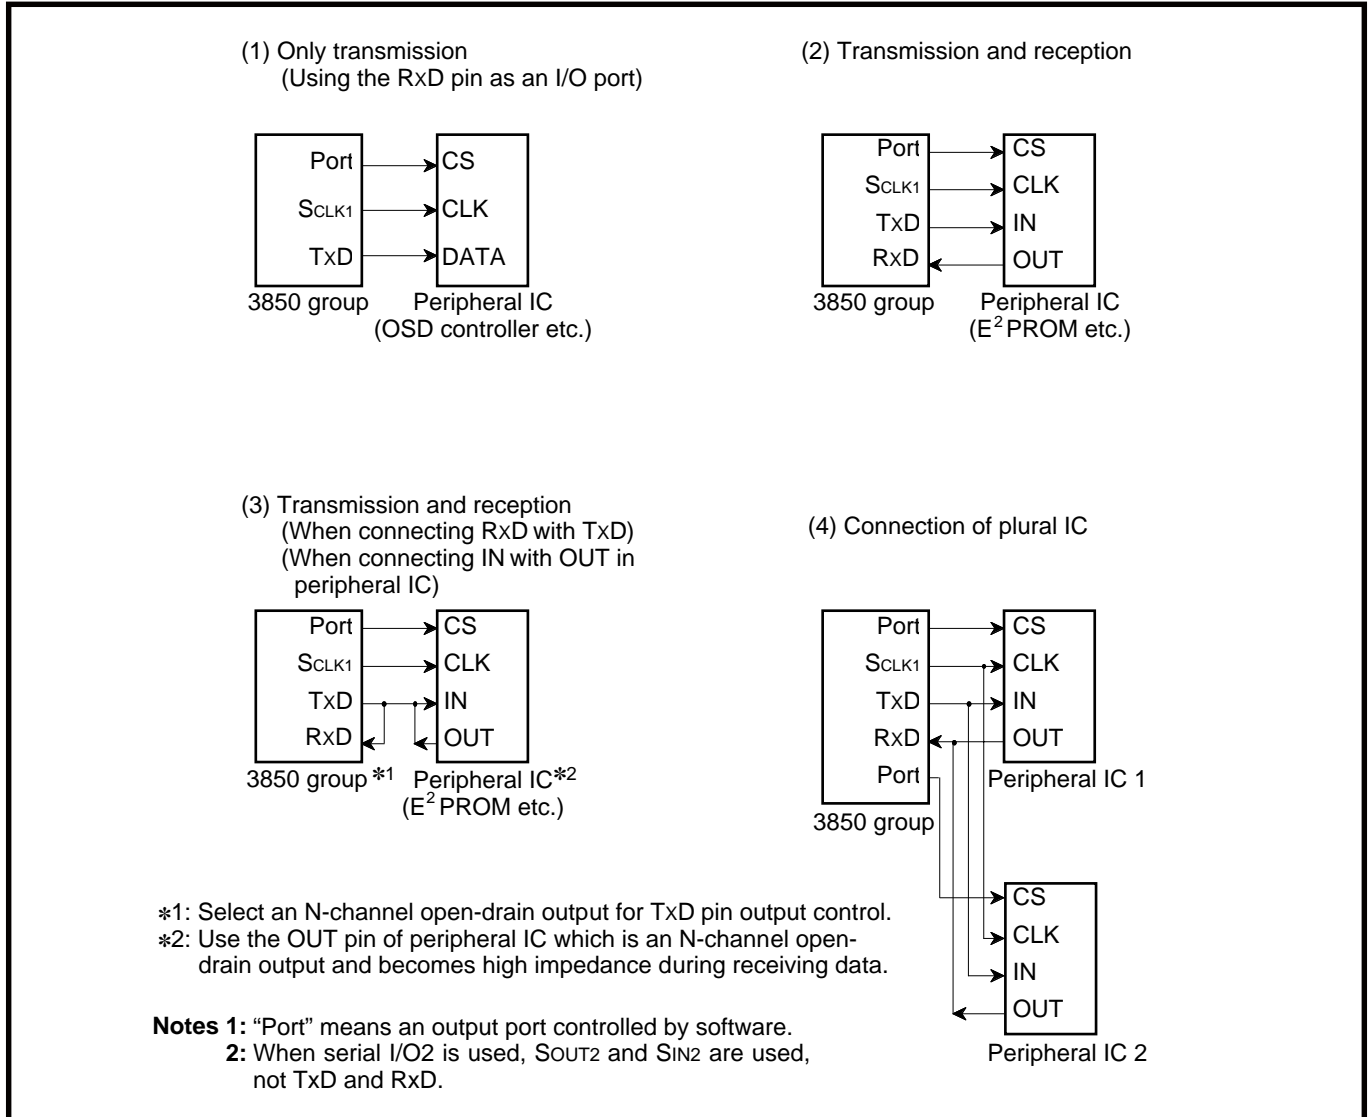 (1) Only transmission
(Using the RXD pin as an I/O port)
Port
SCLK1
TXD
CS
CLK
DATA
3850 group
Peripheral IC
(OSD controller etc.)
(2) Transmission and reception
Port
SCLK1
TXD
RXD
CS
CLK
IN
OUT
3850 group
Peripheral IC
(E2 PROM etc.)
(3) Transmission and reception
(When connecting RXD with TXD)
(When connecting IN with OUT in
peripheral IC)
Port
SCLK1
TXD
RXD
CS
CLK
IN
OUT
3850 group *1
Peripheral IC*2
(E2 PROM etc.)
(4) Connection of plural IC
Port
SCLK1
TXD
RXD
Port
CS
CLK
IN
OUT
3850 group
Peripheral IC 1
CS
CLK
IN
OUT
Peripheral IC 2
*1: Select an N-channel open-drain output for TXD pin output control.
*2: Use the OUT pin of peripheral IC which is an N-channel open-
drain output and becomes high impedance during receiving data.
Notes 1: “Port” means an output port controlled by software.
2: When serial I/O2 is used, SOUT2 and SIN2 are used,
not TxD and RxD.